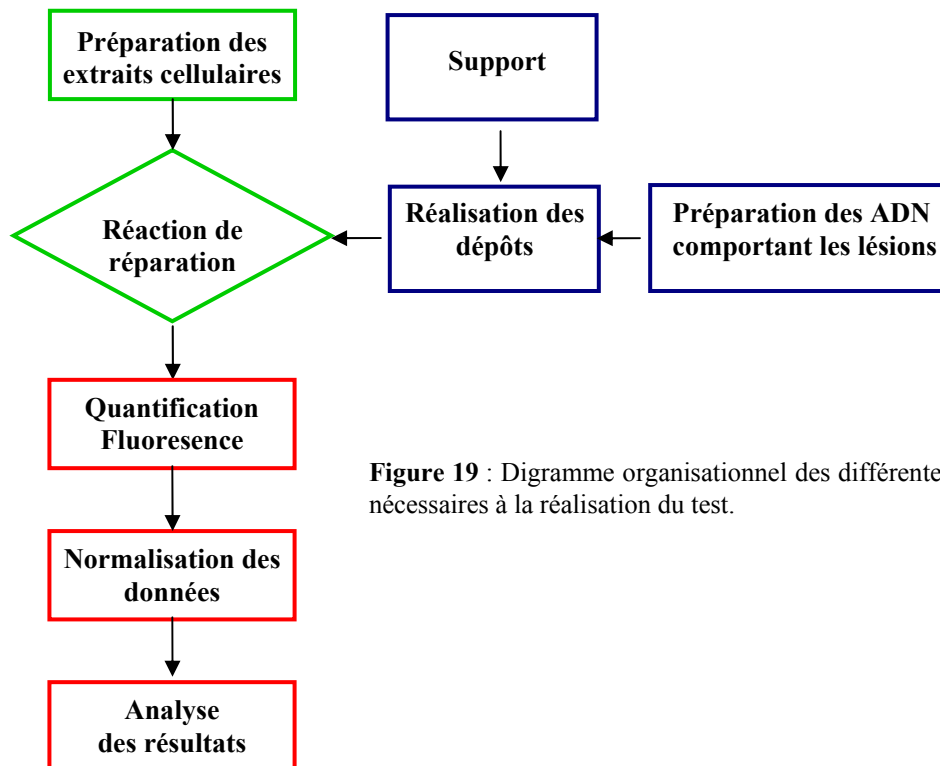 Préparation des
extraits cellulaires
Support
Réaction de
réparation
Réalisation des
dépôts
Préparation des ADN
comportant les lésions
Quantification
Fluoresence
Figure 19 : Digramme organisationnel des différente
nécessaires à la réalisation du test.
Normalisation des
données
Analyse
des résultats